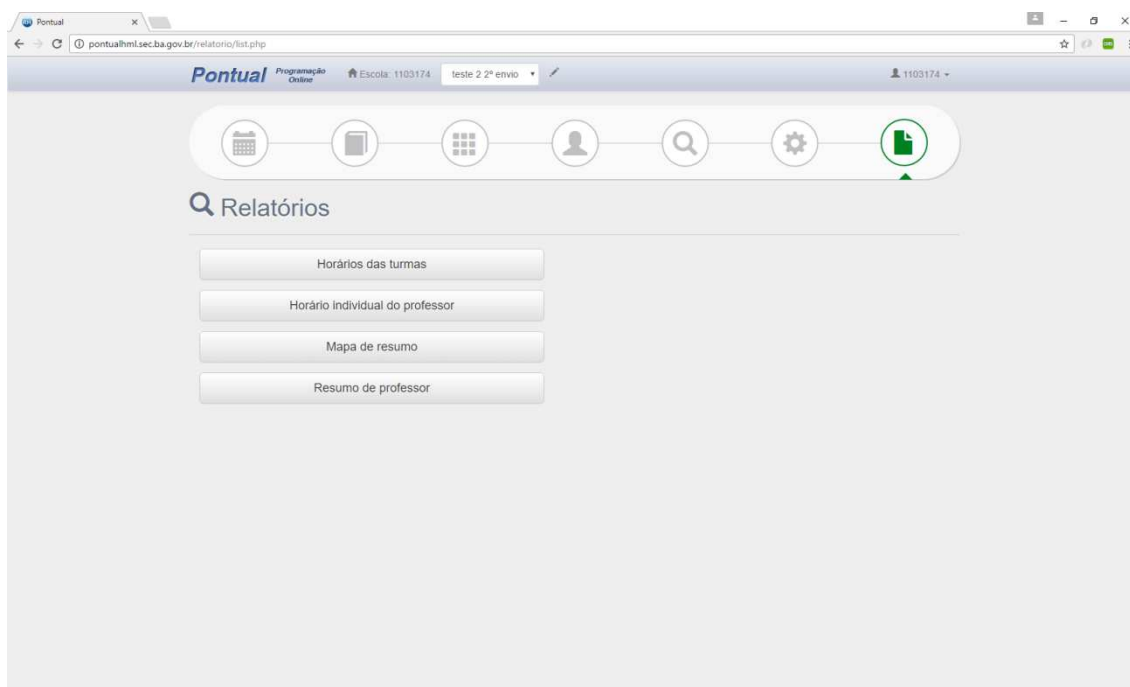 Pontual
pontualhml.sec.ba.gov.br/relatorio/list.php
Pontual Programação Online Escola: 1103174 teste 2 2º envio 1103174
Relatórios
Horários das turmas
Horário individual do professor
Mapa de resumo
Resumo de professor